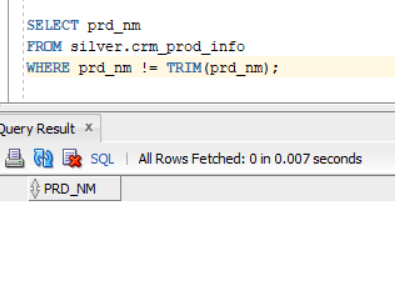 SELECT prd_nm
FROM silver.crm_prod_info
WHERE prd_nm != TRIM(prd_nm);
Query Result x
SQL | All Rows Fetched: 0 in 0.007 seconds
PRD_NM